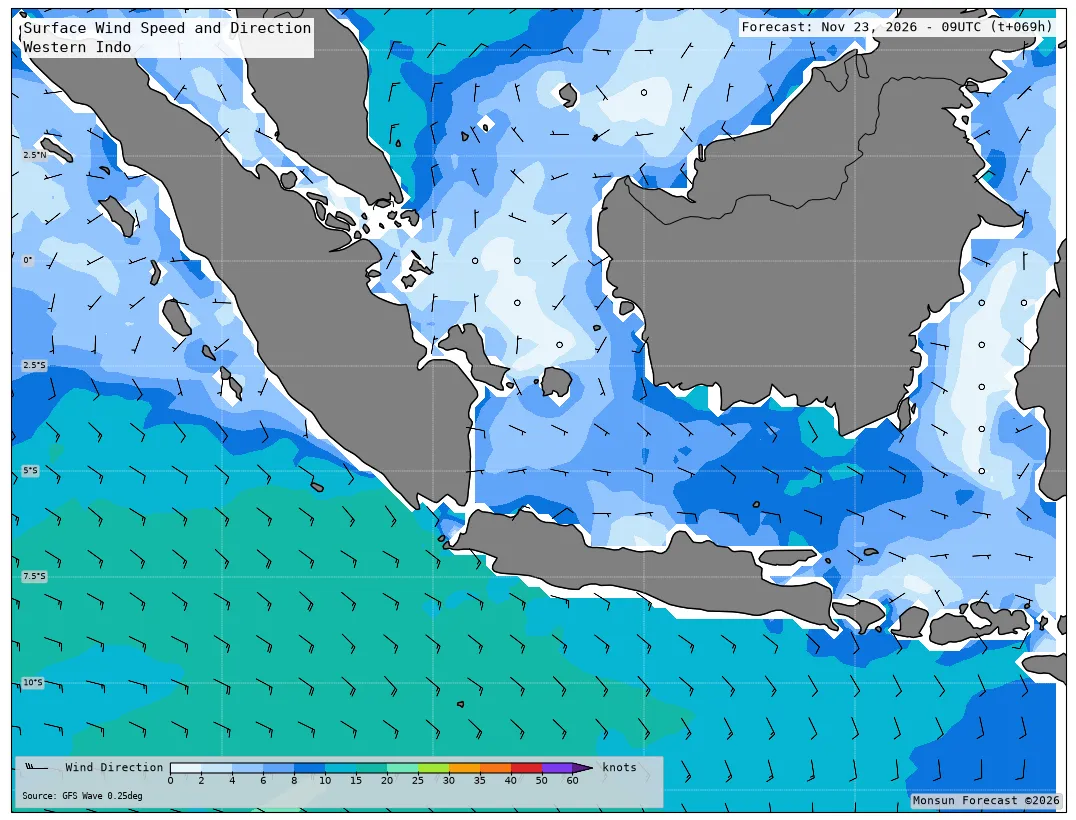 Surface Wind Speed and Direction
Western Indo
Forecast: Nov 23, 2026 - 09UTC (t+069h)
2.5°N
0°
2.5°S
5°S
7.5°S
10°S
Wind Direction
0 2 4 6 8 10 15 20 25 30 35 40 50 60
knots
Source: GFS Wave 0.25deg
Monsun Forecast ©2026